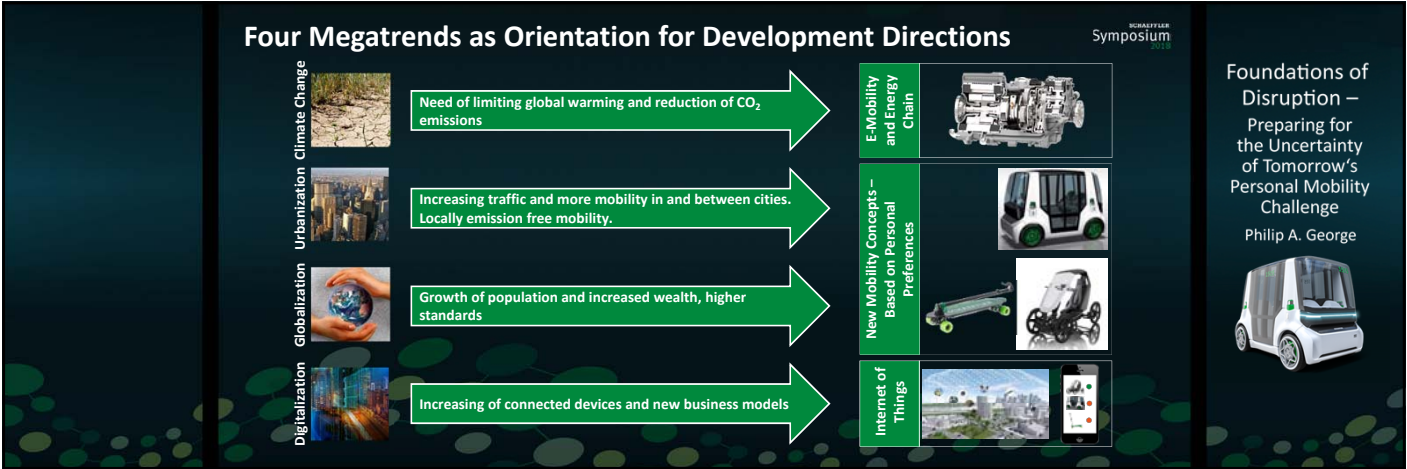 Four Megatrends as Orientation for Development Directions
SCHAEFFLER
Symposium
2018
Climate Change
Need of limiting global warming and reduction of CO₂
emissions
E-Mobility
and Energy
Chain
Urbanization
Increasing traffic and more mobility in and between cities.
Locally emission free mobility.
New Mobility Concepts –
Based on Personal
Preferences
Globalization
Growth of population and increased wealth, higher
standards
Digitalization
Increasing of connected devices and new business models
Internet of
Things
Foundations of
Disruption –
Preparing for
the Uncertainty
of Tomorrow‘s
Personal Mobility
Challenge
Philip A. George